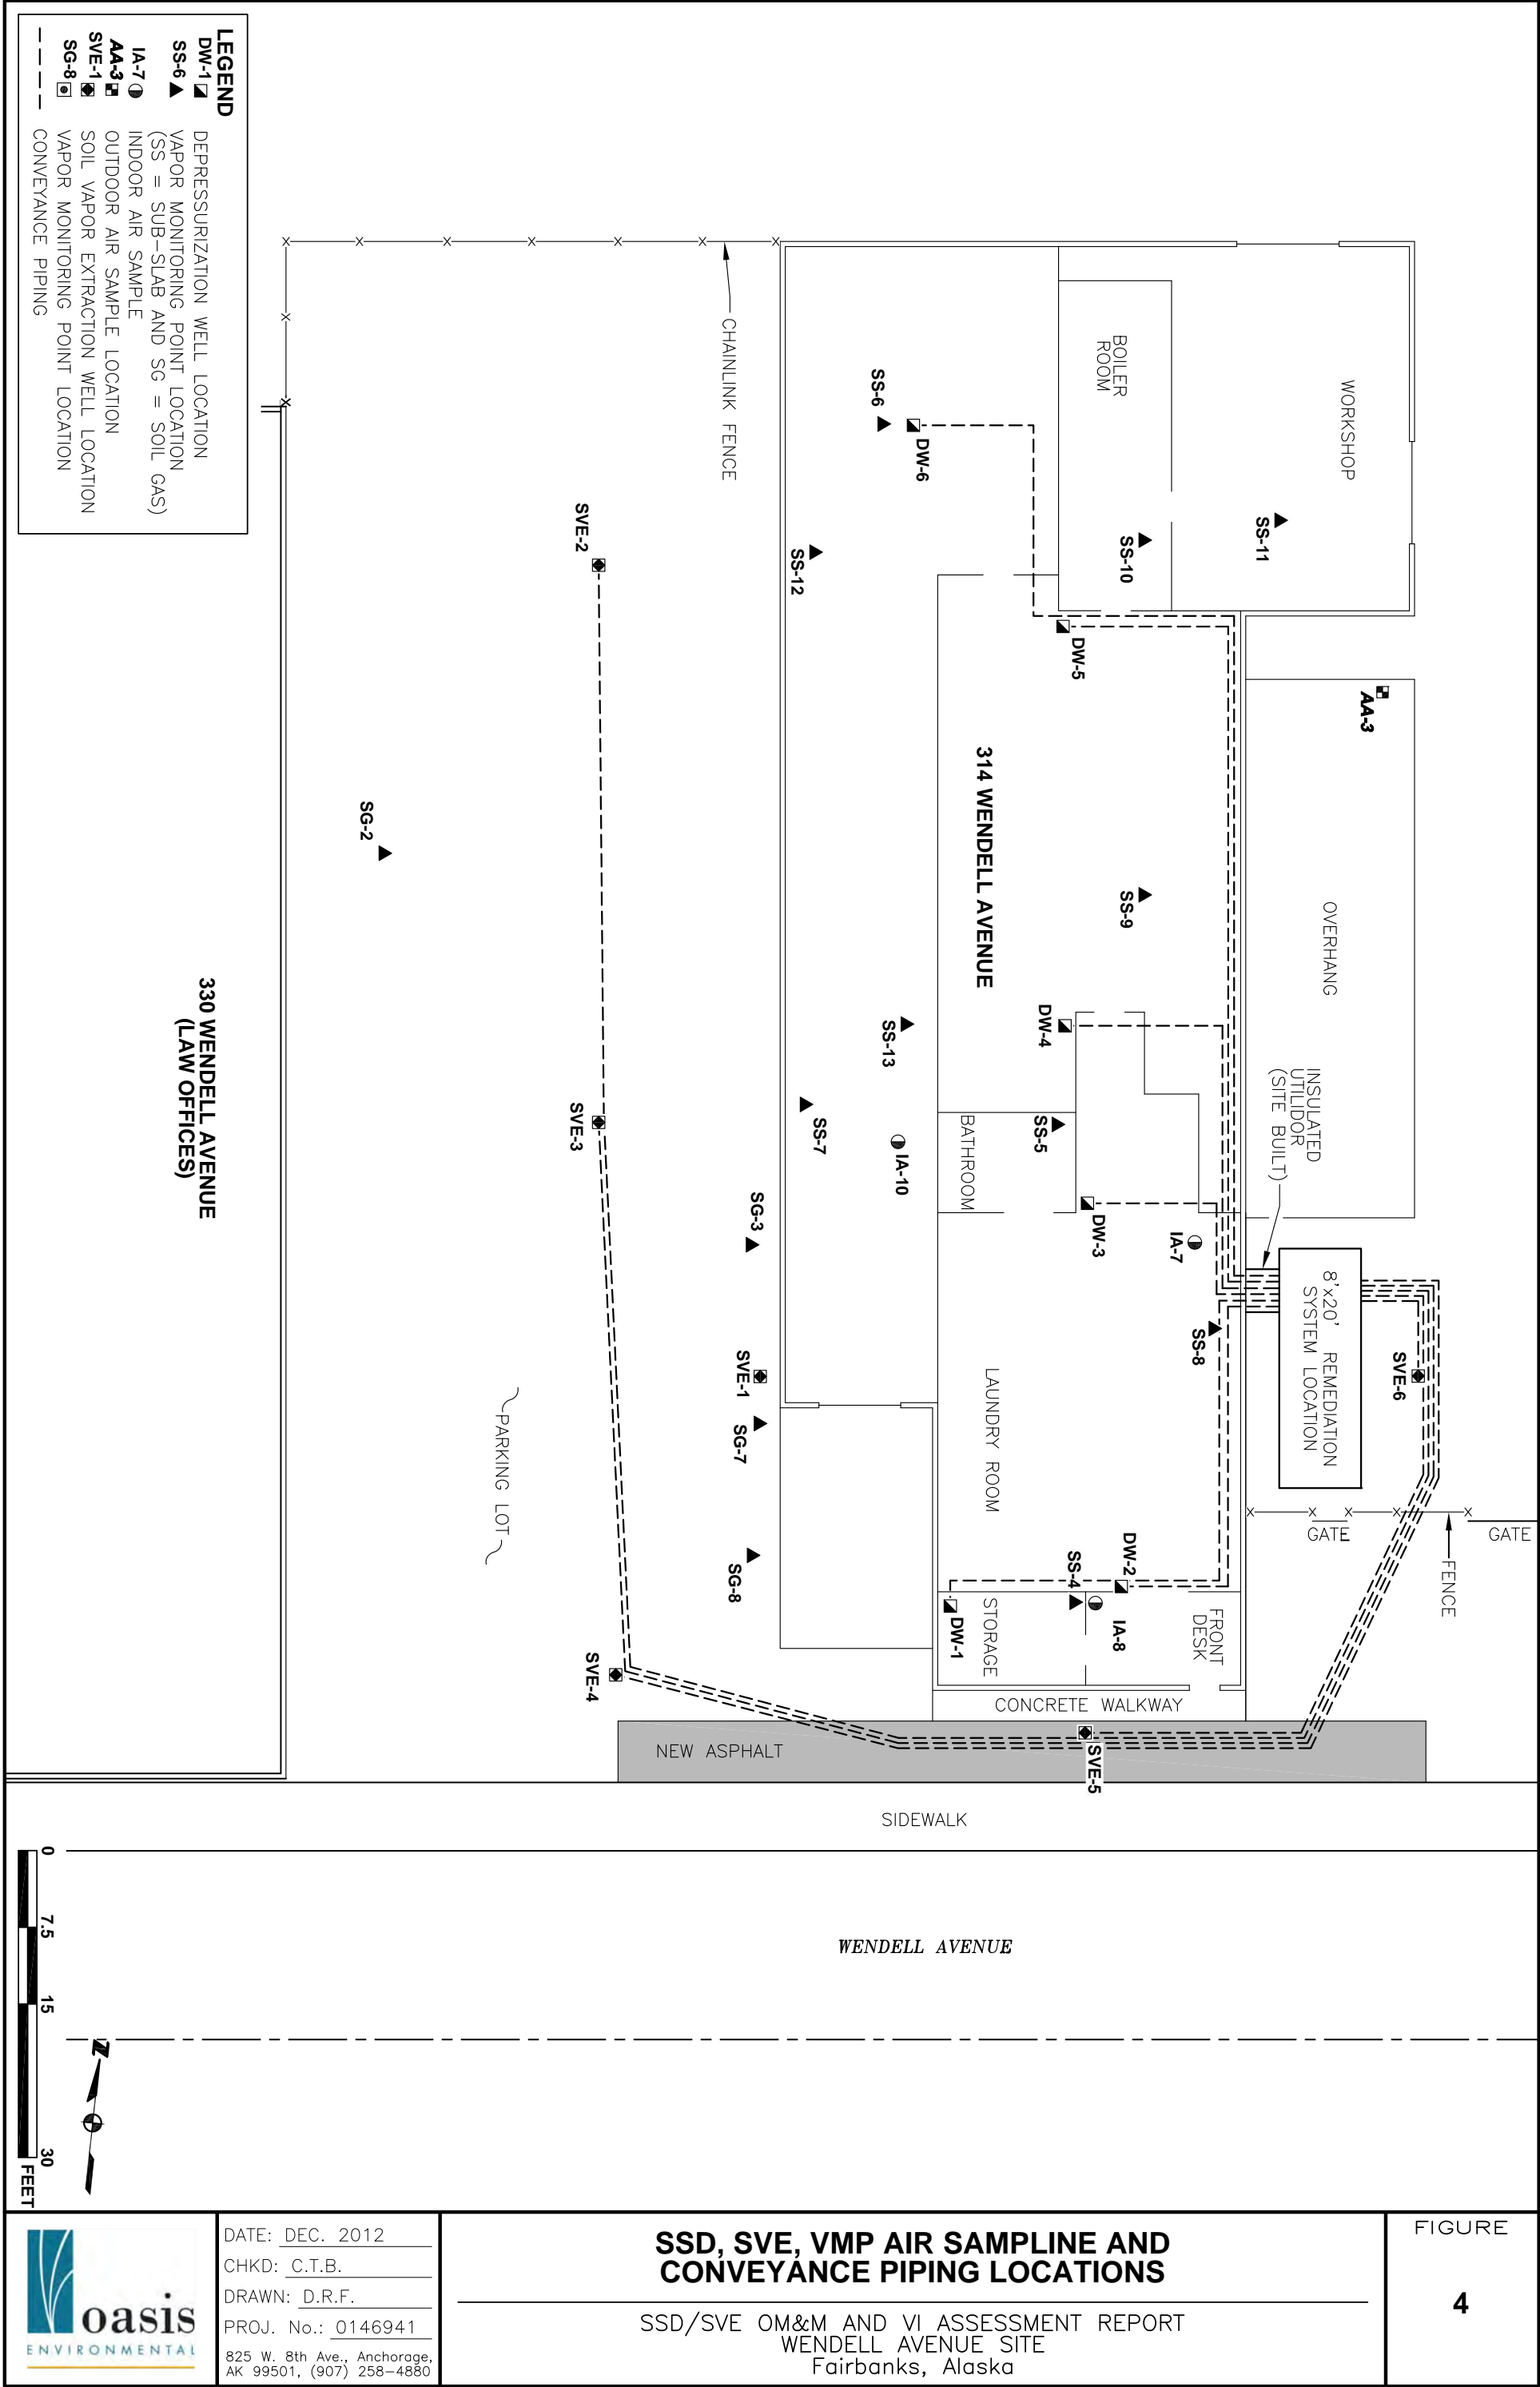 LEGEND
DW-1 DEPRESSURIZATION WELL LOCATION
SS-6 VAPOR MONITORING POINT LOCATION
(SS = SUB-SLAB AND SG = SOIL GAS)
IA-7 INDOOR AIR SAMPLE
AA-3 OUTDOOR AIR SAMPLE LOCATION
SVE-1 SOIL VAPOR EXTRACTION WELL LOCATION
SG-8 VAPOR MONITORING POINT LOCATION
CONVEYANCE PIPING
WORKSHOP
BOILER
ROOM
SS-11
SS-10
SS-6
DW-6
SS-12
CHAINLINK FENCE
SVE-2
DW-5
AA-3
OVERHANG
314 WENDELL AVENUE
SS-9
SG-2
DW-4
SS-13
SS-7
SS-5
BATHROOM
IA-10
INSULATED
UTILIDOR
(SITE BUILT)
SVE-3
330 WENDELL AVENUE
(LAW OFFICES)
DW-3
IA-7
SG-3
8'x20' REMEDIATION
SYSTEM LOCATION
SS-8
SVE-6
SVE-1
SG-7
LAUNDRY ROOM
PARKING LOT
SG-8
GATE
GATE
FENCE
DW-2
SS-4
IA-8
DW-1
STORAGE
FRONT
DESK
SVE-4
CONCRETE WALKWAY
NEW ASPHALT
SVE-5
SIDEWALK
WENDELL AVENUE
0 7.5 15 30
FEET
N
oasis
ENVIRONMENTAL
DATE: DEC. 2012
CHKD: C.T.B.
DRAWN: D.R.F.
PROJ. No.: 0146941
825 W. 8th Ave., Anchorage,
AK 99501, (907) 258-4880
SSD, SVE, VMP AIR SAMPLINE AND
CONVEYANCE PIPING LOCATIONS
SSD/SVE OM&M AND VI ASSESSMENT REPORT
WENDELL AVENUE SITE
Fairbanks, Alaska
FIGURE
4